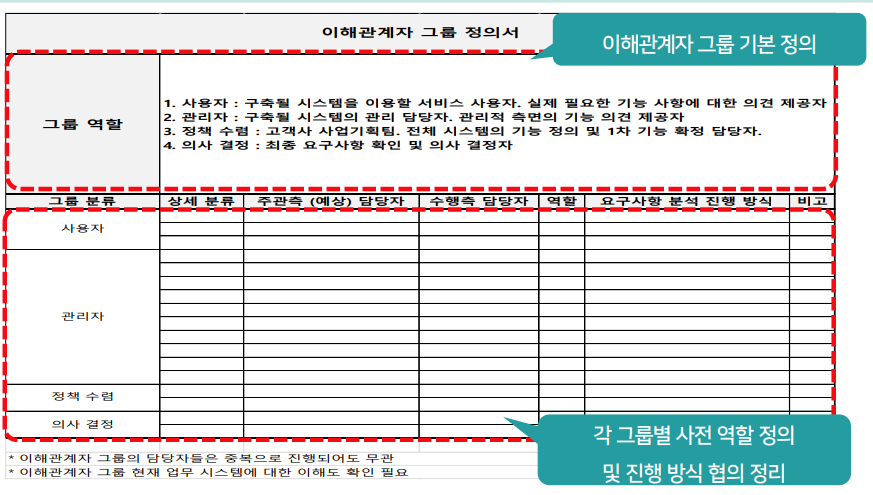 이해관계자 그룹 정의서
이해관계자 그룹 기본 정의
그룹 역할
1. 사용자 : 구축될 시스템을 이용할 서비스 사용자. 실제 필요한 기능 사항에 대한 의견 제공자
2. 관리자 : 구축될 시스템의 관리 담당자. 관리적 측면의 기능 의견 제공자
3. 정책 수렴 : 고객사 사업기획팀. 전체 시스템의 기능 정의 및 1차 기능 확정 담당자.
4. 의사 결정 : 최종 요구사항 확인 및 의사 결정자
그룹 분류 상세 분류 주관측 (예상) 담당자 수행측 담당자 역할 요구사항 분석 진행 방식 비고
사용자
관리자
정책 수렴
의사 결정
각 그룹별 사전 역할 정의
및 진행 방식 협의 정리
* 이해관계자 그룹의 담당자들은 중복으로 진행되어도 무관
* 이해관계자 그룹 현재 업무 시스템에 대한 이해도 확인 필요